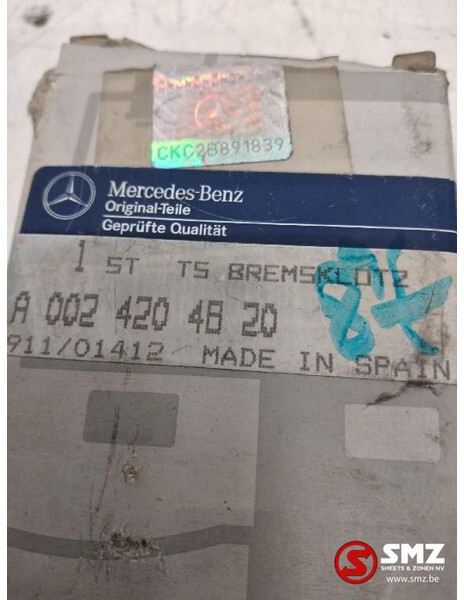 CKC2B891839
Mercedes-Benz
Original-Teile
Geprüfte Qualität
1 ST TS BREMSKLOTZ
A 002 420 48 20
911/01412 MADE IN SPAIN
SMZ
SMEETS & ZONEN NV
www.smz.be